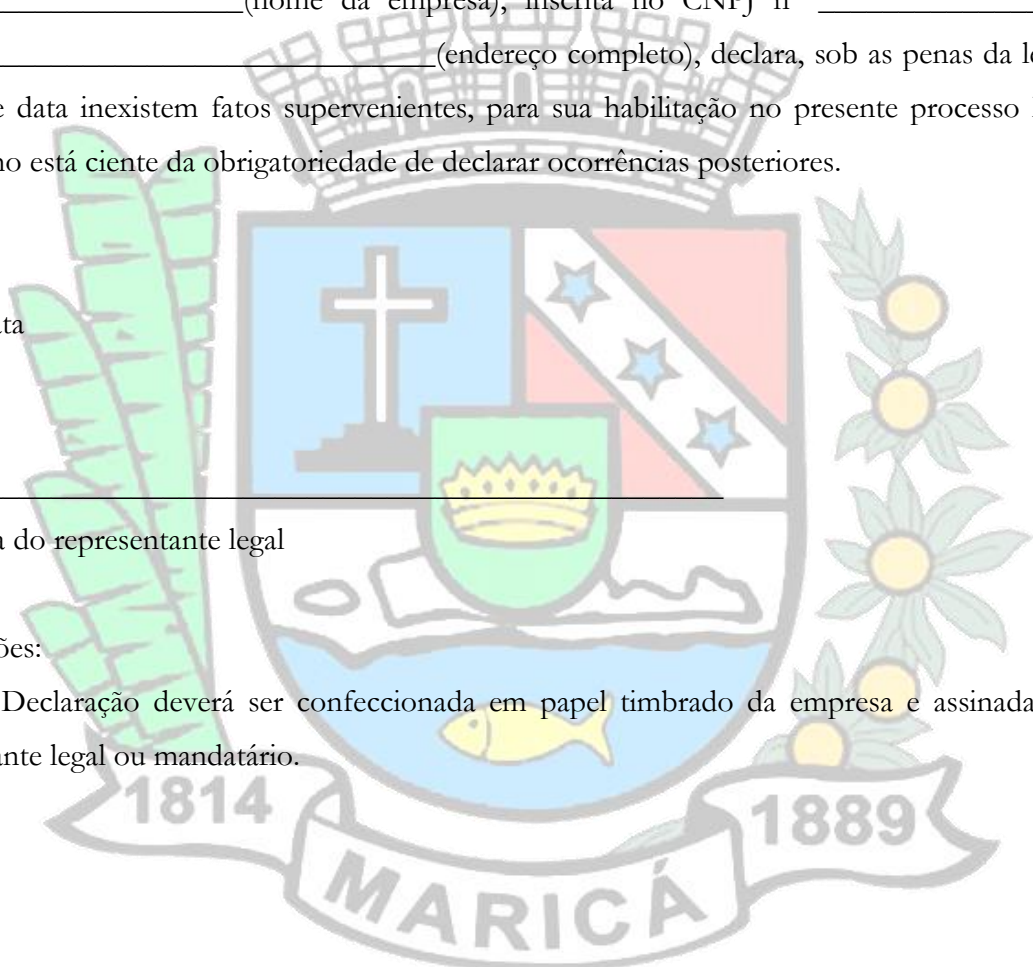 (nome da empresa), inscrita no CNPJ nº
(endereço completo), declara, sob as penas da
data inexistem fatos supervenientes, para sua habilitação no presente processo
está ciente da obrigatoriedade de declarar ocorrências posteriores.
do representante legal
Declaração deverá ser confeccionada em papel timbrado da empresa e assinada
legal ou mandatário.
1814
1889
MARICÁ